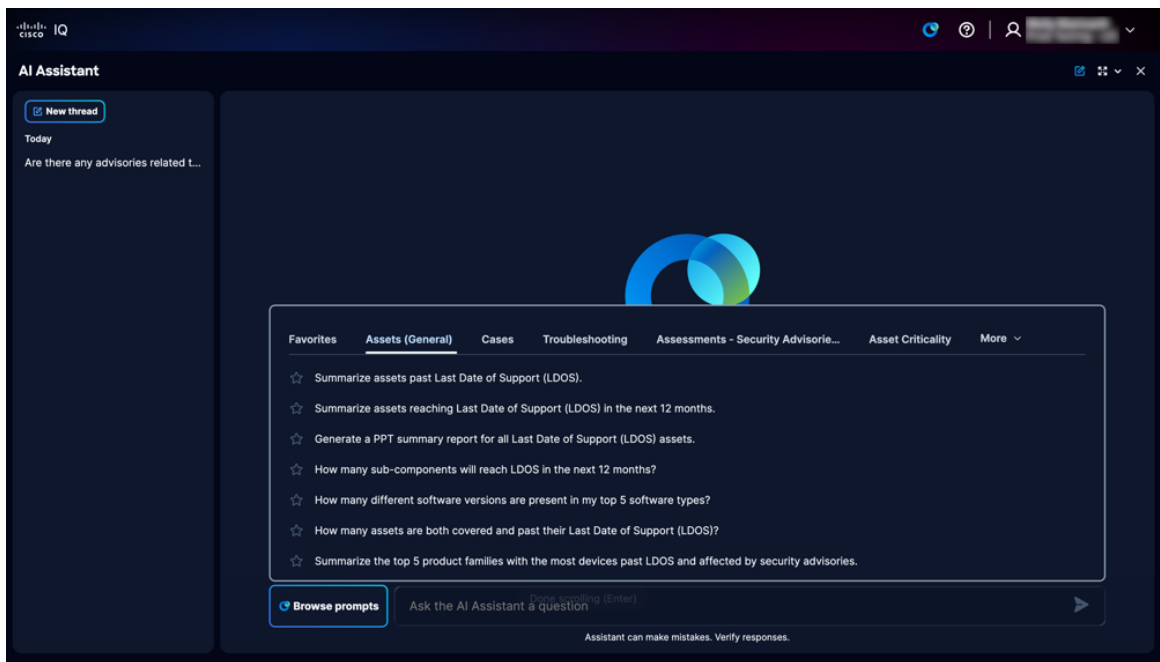 CISCO IQ
AI Assistant
New thread
Today
Are there any advisories related t...
Favorites Assets (General) Cases Troubleshooting Assessments - Security Advisorie... Asset Criticality More
Summarize assets past Last Date of Support (LDOS).
Summarize assets reaching Last Date of Support (LDOS) in the next 12 months.
Generate a PPT summary report for all Last Date of Support (LDOS) assets.
How many sub-components will reach LDOS in the next 12 months?
How many different software versions are present in my top 5 software types?
How many assets are both covered and past their Last Date of Support (LDOS)?
Summarize the top 5 product families with the most devices past LDOS and affected by security advisories.
Browse prompts
Ask the AI Assistant a question
Done scrolling (Enter)
Assistant can make mistakes. Verify responses.